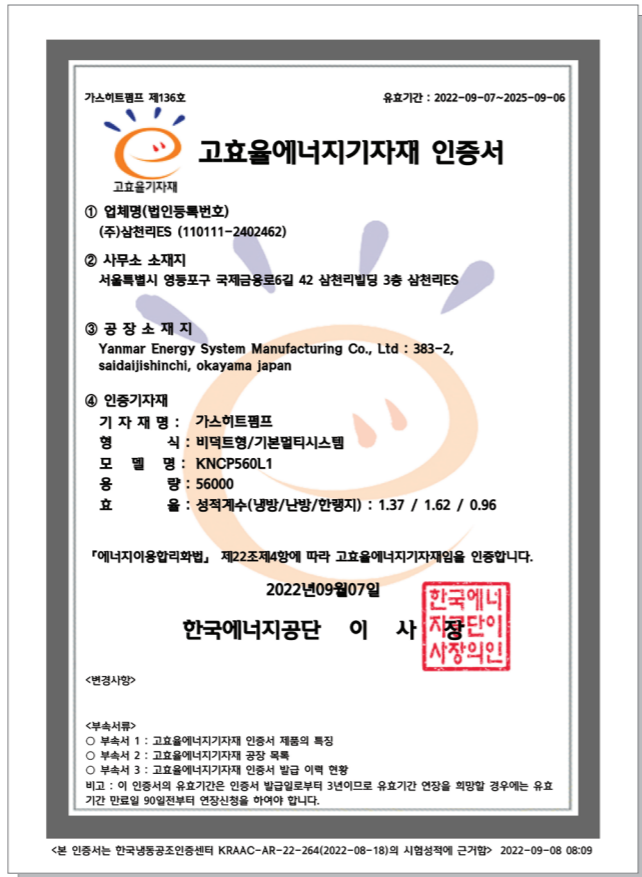 가스히트펌프 제136호
유효기간 : 2022-09-07~2025-09-06
고효율에너지기자재 인증서
고효율기자재
① 업체명(법인등록번호)
(주)삼천리ES (110111-2402462)
② 사무소 소재지
서울특별시 영등포구 국제금융로6길 42 삼천리빌딩 3층 삼천리ES
③ 공 장 소 재 지
Yanmar Energy System Manufacturing Co., Ltd : 383-2,
saidaijishinchi, okayama japan
④ 인증기자재
기 자 재 명 : 가스히트펌프
형 식 : 비덕트형/기본멀티시스템
모 델 명 : KNCP560L1
용 량 : 56000
효 율 : 성적계수(냉방/난방/한랭지) : 1.37 / 1.62 / 0.96
「에너지이용합리화법」 제22조제4항에 따라 고효율에너지기자재임을 인증합니다.
2022년09월07일
한국에너지공단 이 사 장
한국에너
지공단이
사장의인
<변경사항>
<부속서류>
○ 부속서 1 : 고효율에너지기자재 인증서 제품의 특징
○ 부속서 2 : 고효율에너지기자재 공장 목록
○ 부속서 3 : 고효율에너지기자재 인증서 발급 이력 현황
비고 : 이 인증서의 유효기간은 인증서 발급일로부터 3년이므로 유효기간 연장을 희망할 경우에는 유효
기간 만료일 90일전부터 연장신청을 하여야 합니다.
<본 인증서는 한국냉동공조인증센터 KRAAC-AR-22-264(2022-08-18)의 시험성적에 근거함> 2022-09-08 08:09